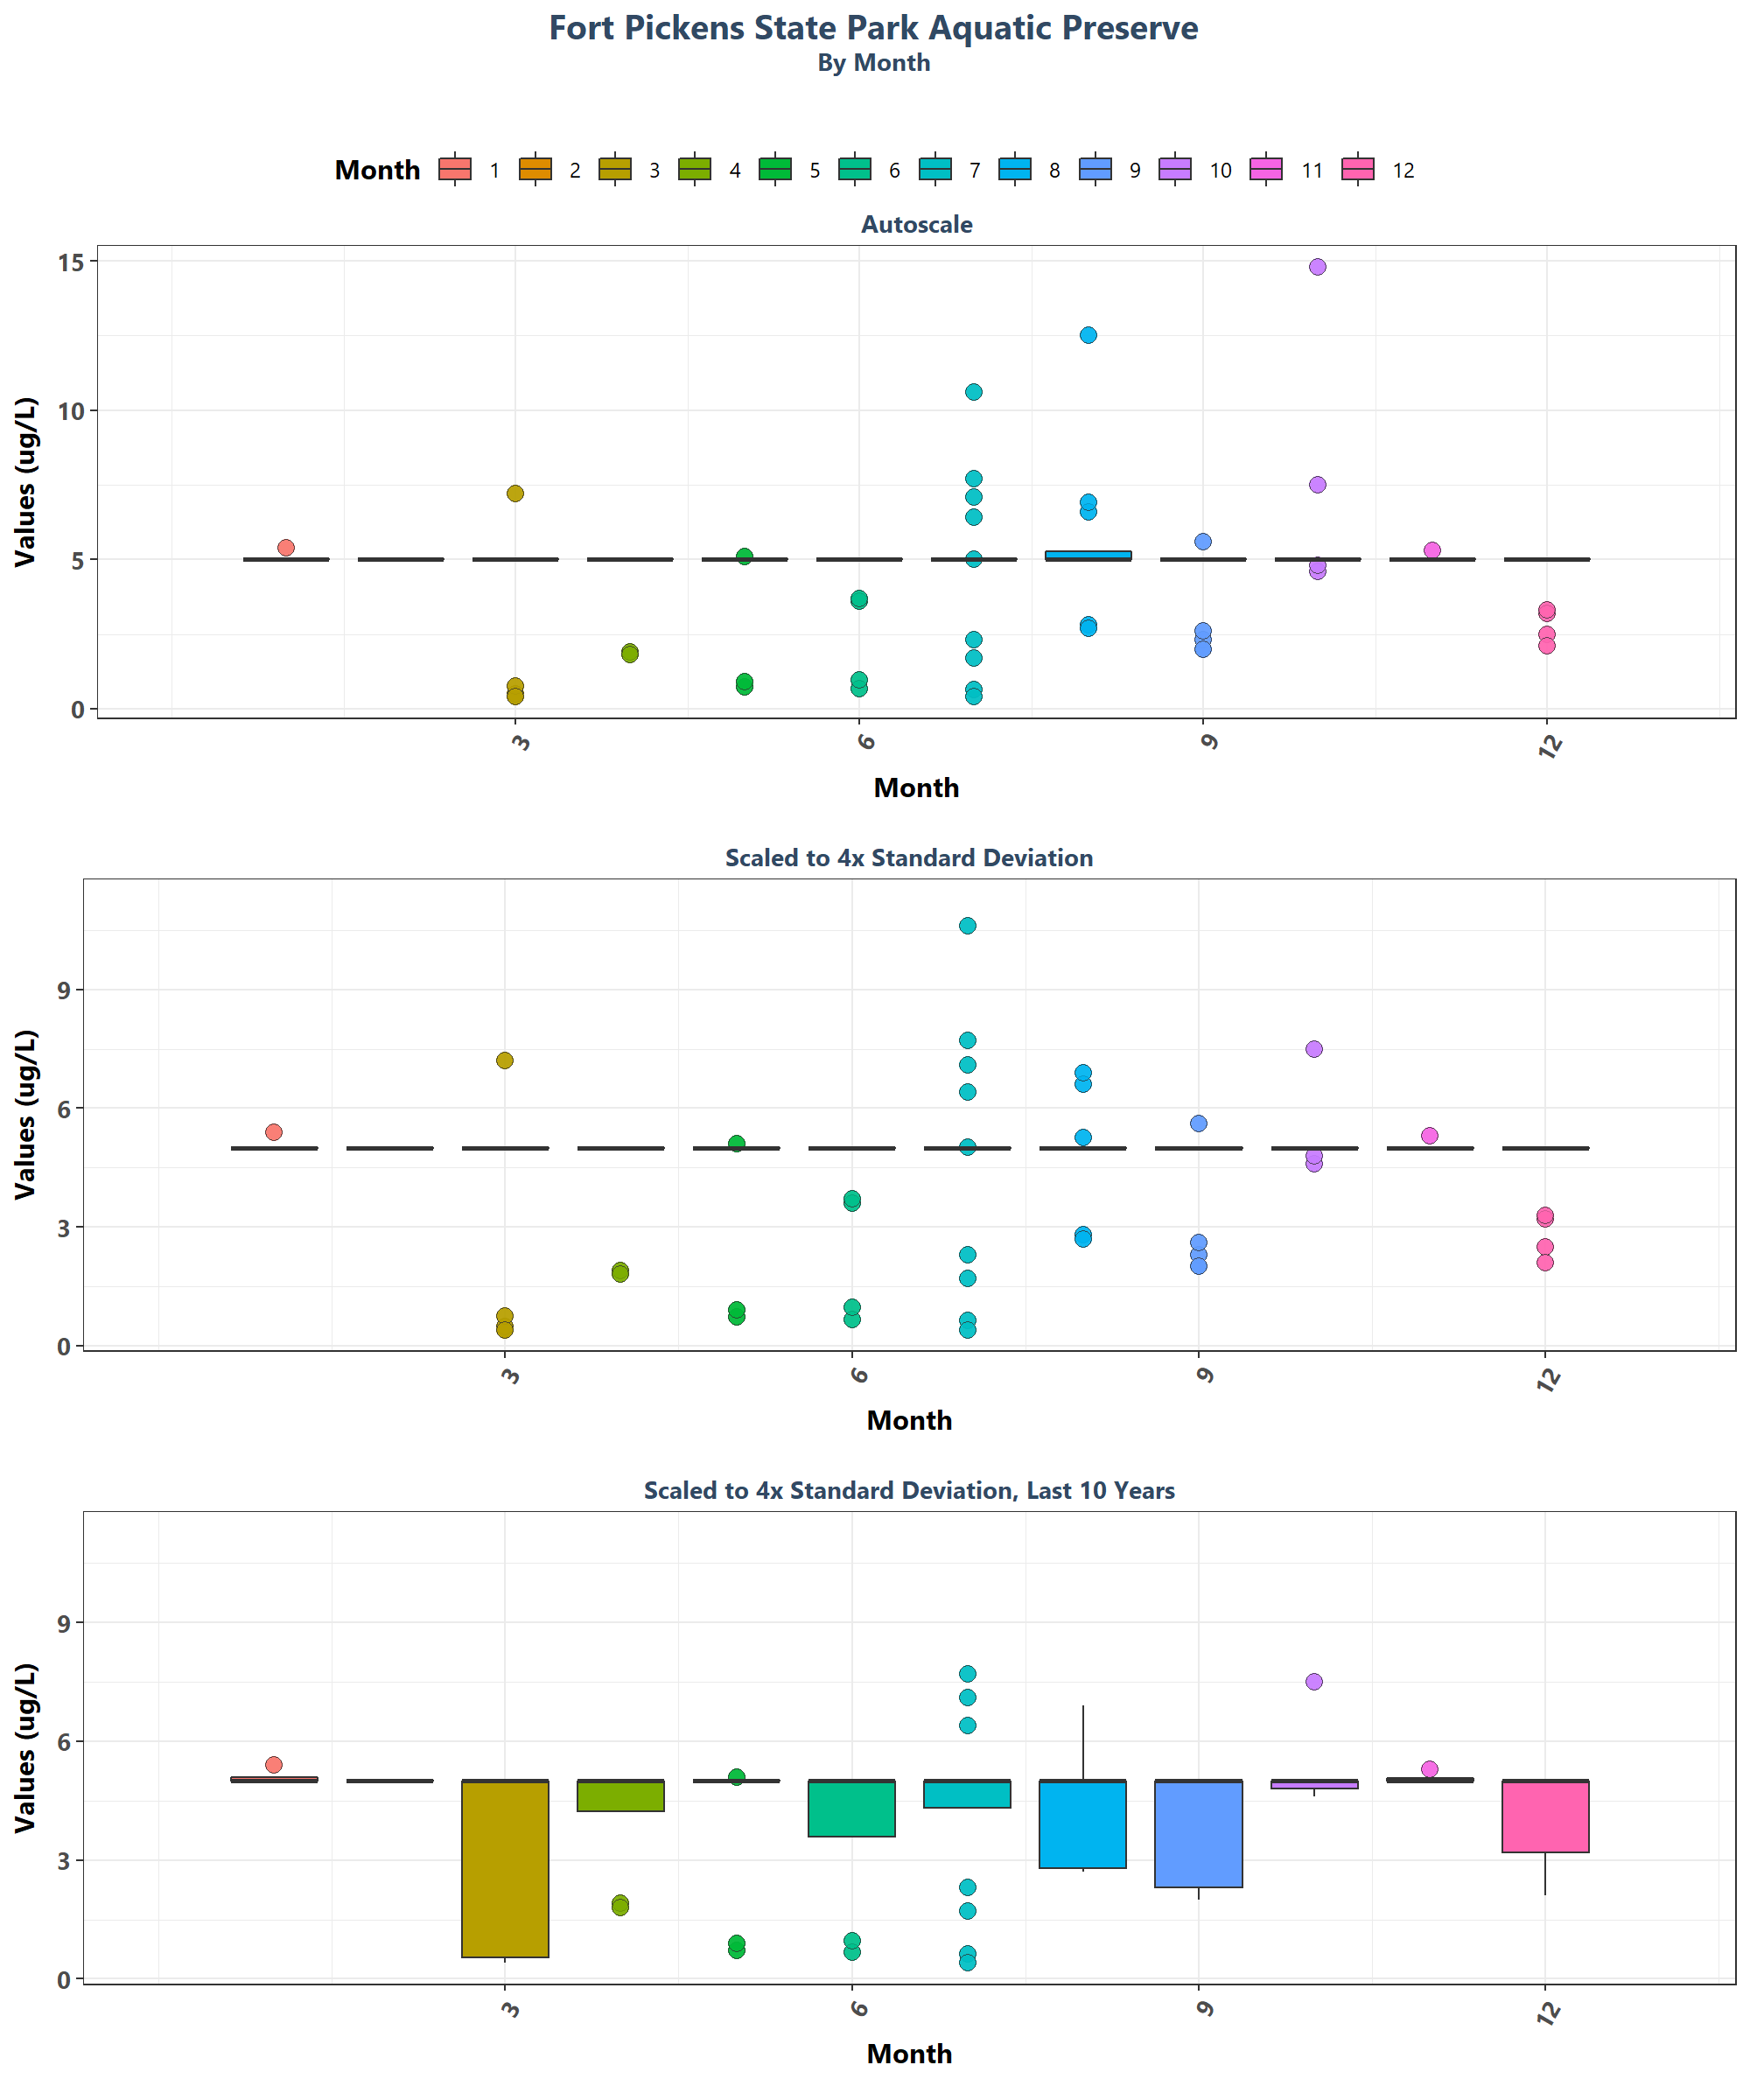 Fort Pickens State Park Aquatic Preserve
By Month
Month 1 2 3 4 5 6 7 8 9 10 11 12
Autoscale
Values (ug/L)
15
10
5
0
3 6 9 12
Month
Scaled to 4x Standard Deviation
Values (ug/L)
9
6
3
0
3 6 9 12
Month
Scaled to 4x Standard Deviation, Last 10 Years
Values (ug/L)
9
6
3
0
3 6 9 12
Month